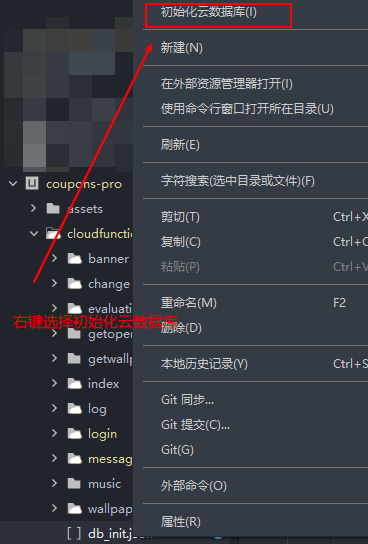 初始化云数据库(I)
新建(N)
在外部资源管理器打开(I)
使用命令行窗口打开所在目录(U)
刷新(E)
字符搜索(选中目录或文件)(F)
剪切(T) Ctrl+X
复制(C) Ctrl+C
粘贴(P) Ctrl+V
重命名(M) F2
删除(D)
本地历史记录(Y) Ctrl+S
Git 同步...
Git 提交(C)...
Git(G)
外部命令(O)
属性(R)
coupons-pro
assets
cloudfunction
banner
change
evaluati
右键选择初始化云数据库
getope
getwallp
index
log
login
messag
music
wallpap
[ ] db_init.json